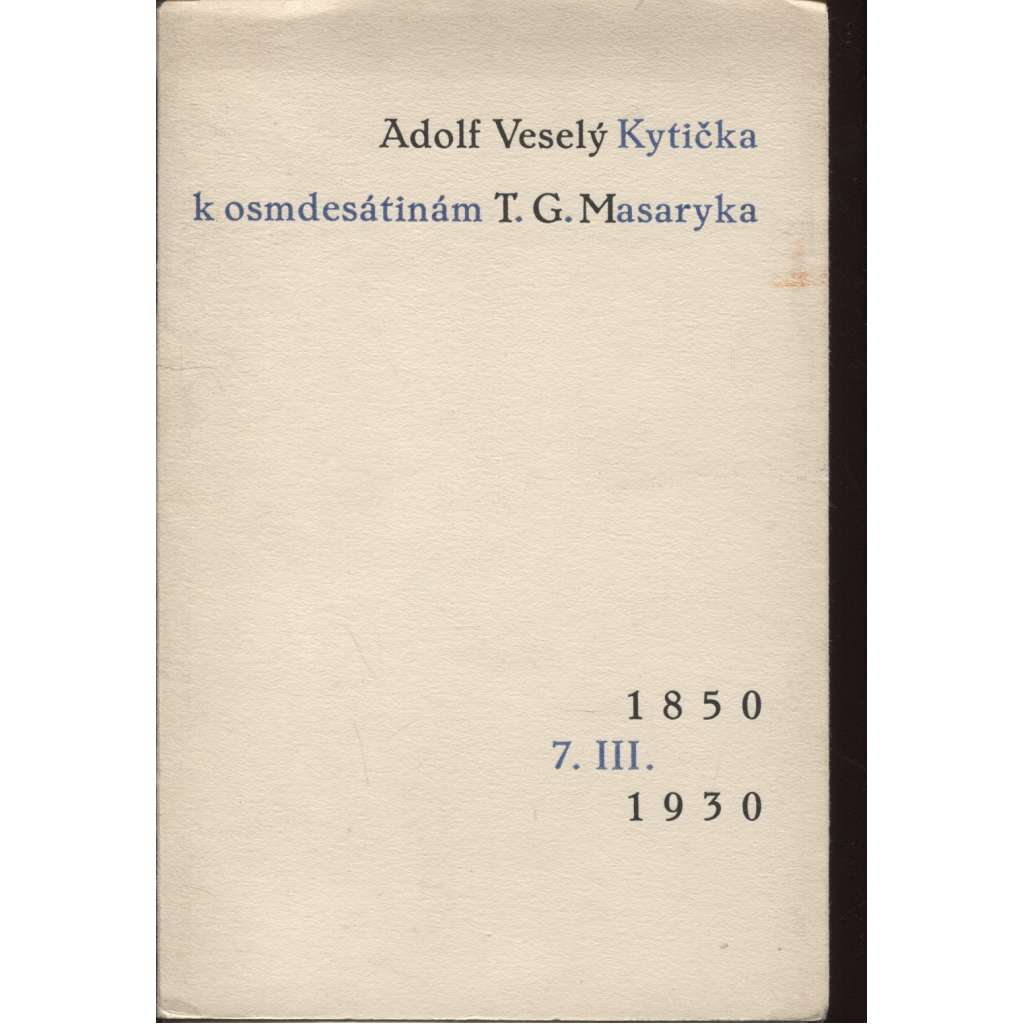 Adolf Veselý Kytička
k osmdesátinám T. G. Masaryka
1850
7. III.
1930